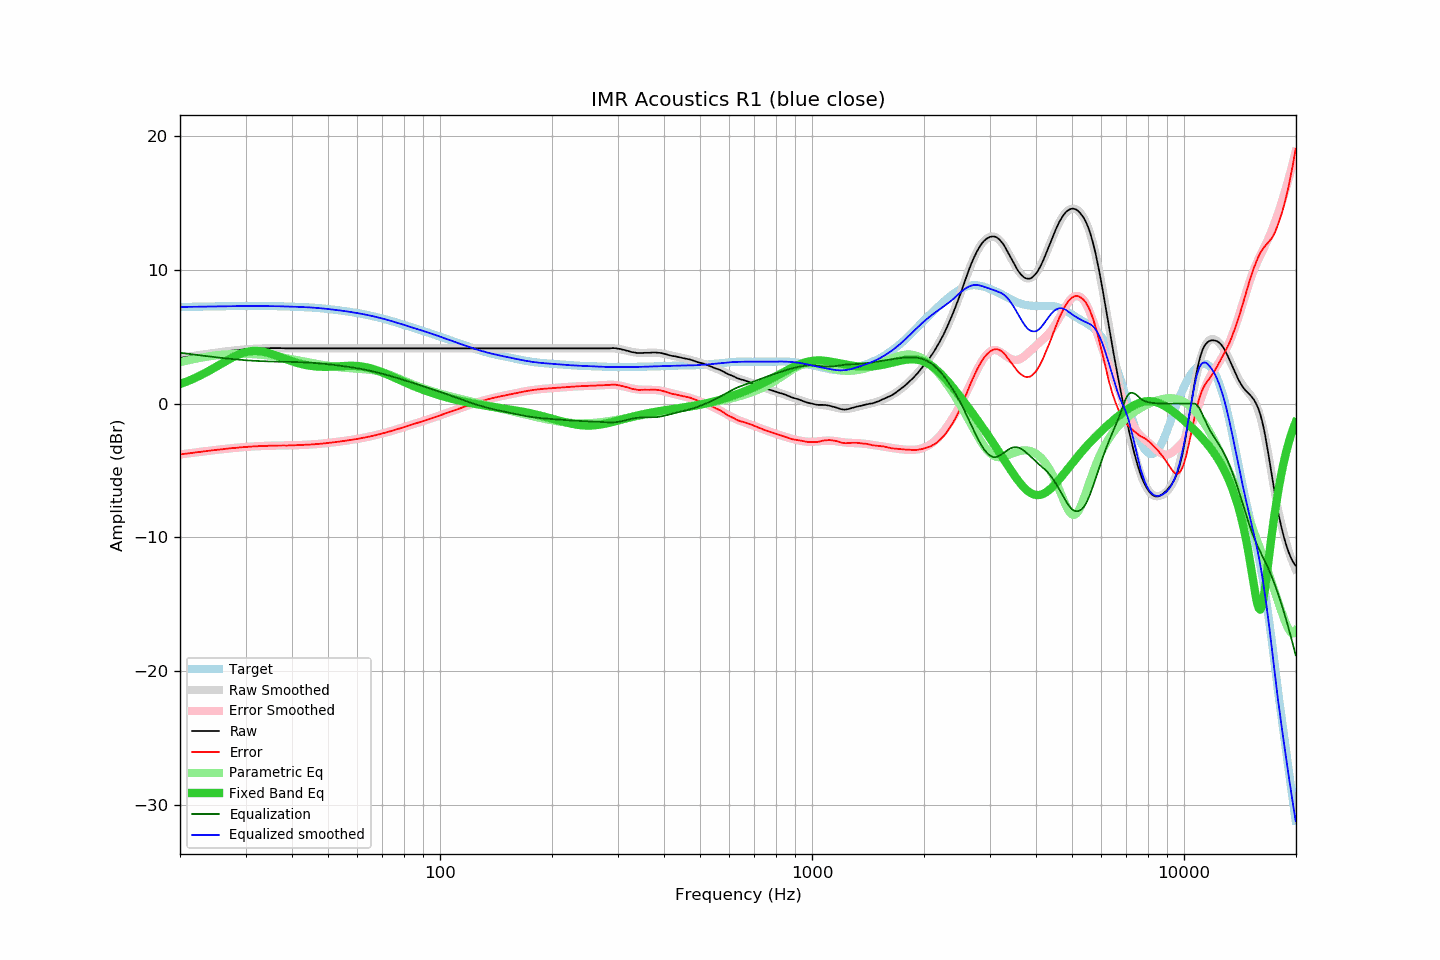 IMR Acoustics R1 (blue close)
20
10
0
−10
−20
−30
Amplitude (dBr)
Target
Raw Smoothed
Error Smoothed
Raw
Error
Parametric Eq
Fixed Band Eq
Equalization
Equalized smoothed
100
1000
10000
Frequency (Hz)